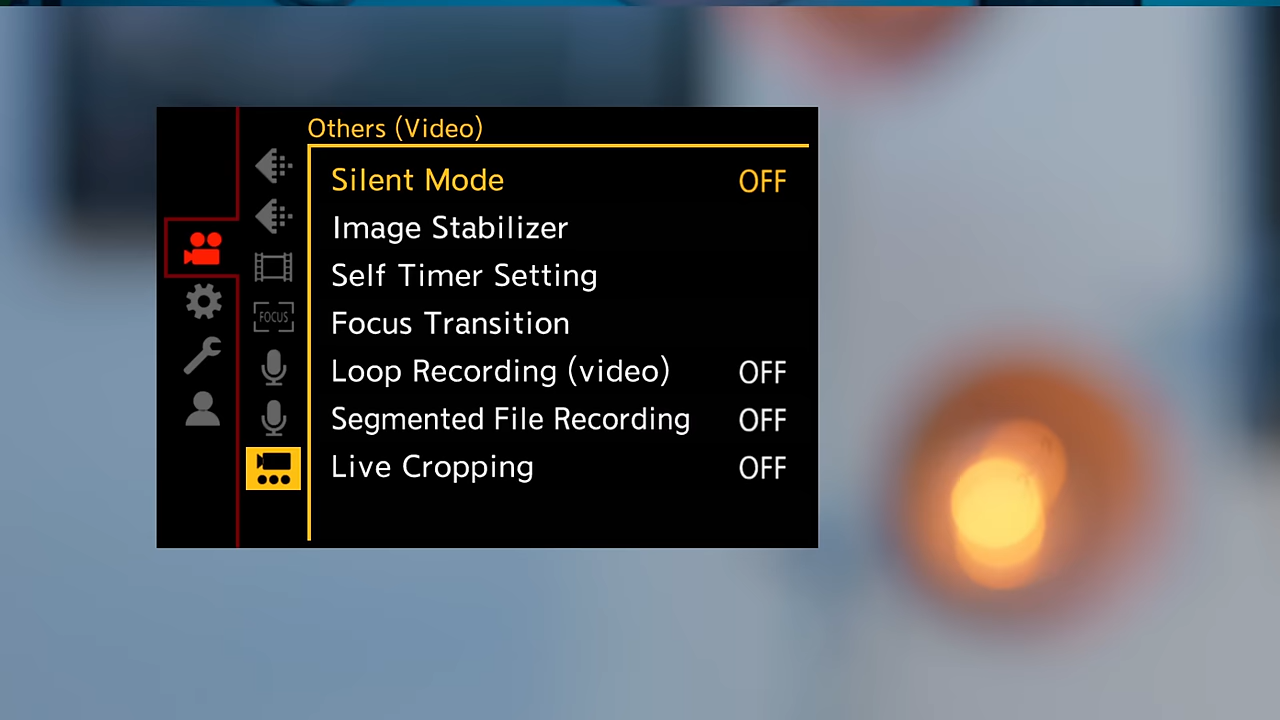 Others (Video)
Silent Mode OFF
Image Stabilizer
Self Timer Setting
Focus Transition
FOCUS
Loop Recording (video) OFF
Segmented File Recording OFF
Live Cropping OFF